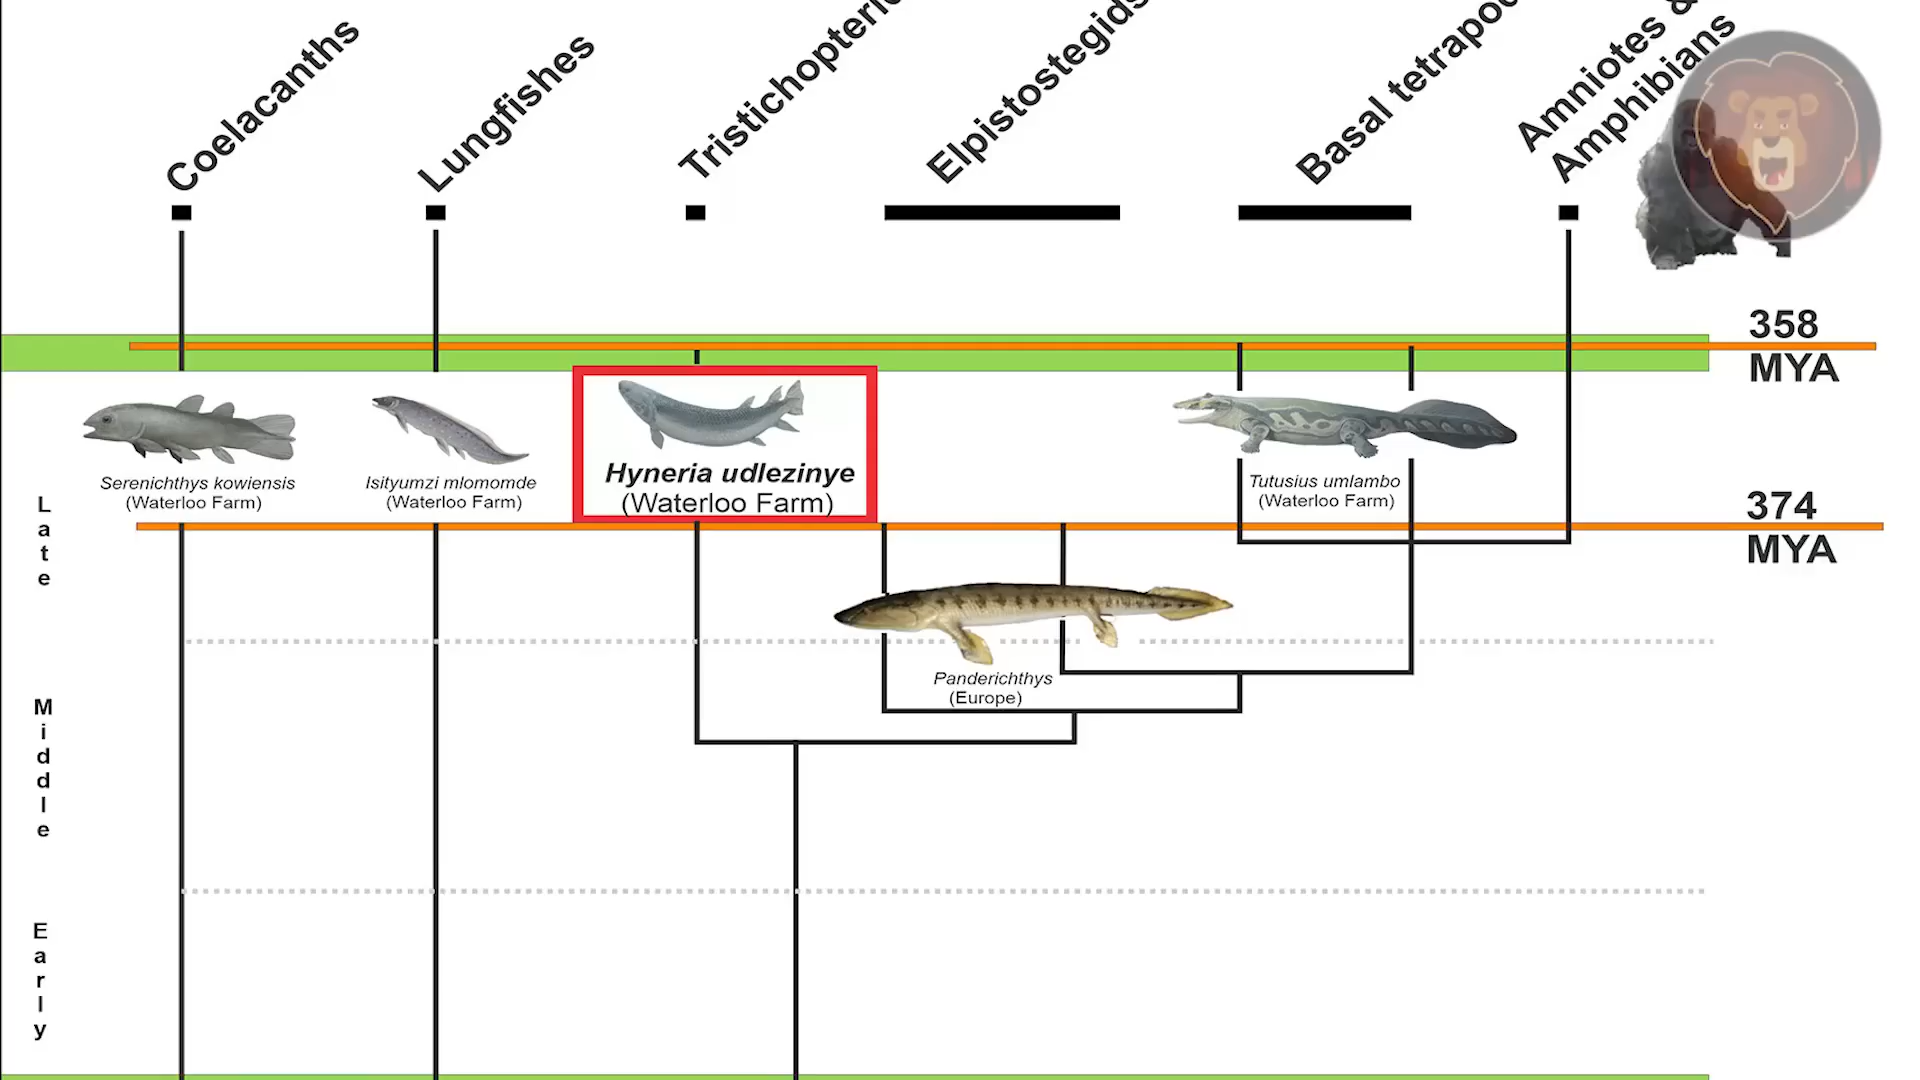 Coelacanths
Lungfishes
Elpistostegids
Basal
Amniotes &
Amphibians
358
MYA
Serenichthys kowiensis
(Waterloo Farm)
Isityumzi mlomomde
(Waterloo Farm)
Hyneria udlezinye
(Waterloo Farm)
Tutusius umlambo
(Waterloo Farm)
374
MYA
Late
Panderichthys
(Europe)
Middle
Early